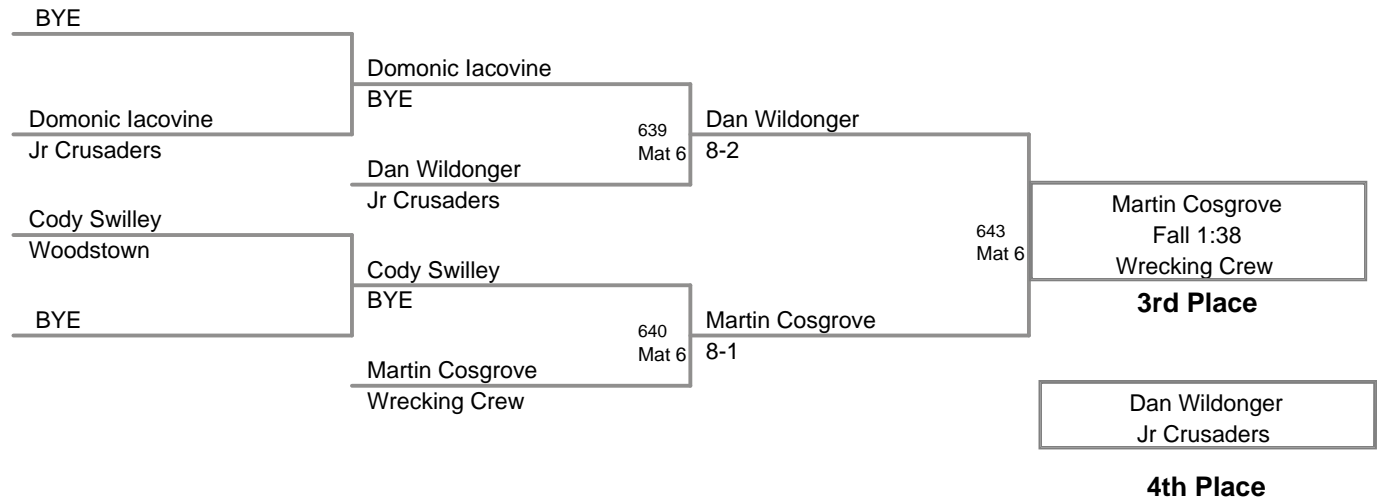 BYE
Domonic Iacovine
BYE
Domonic Iacovine
Jr Crusaders
639
Mat 6
Dan Wildonger
8-2
Dan Wildonger
Jr Crusaders
Cody Swilley
Woodstown
643
Mat 6
Martin Cosgrove
Fall 1:38
Wrecking Crew
3rd Place
Cody Swilley
BYE
BYE
640
Mat 6
Martin Cosgrove
8-1
Martin Cosgrove
Wrecking Crew
Dan Wildonger
Jr Crusaders
4th Place